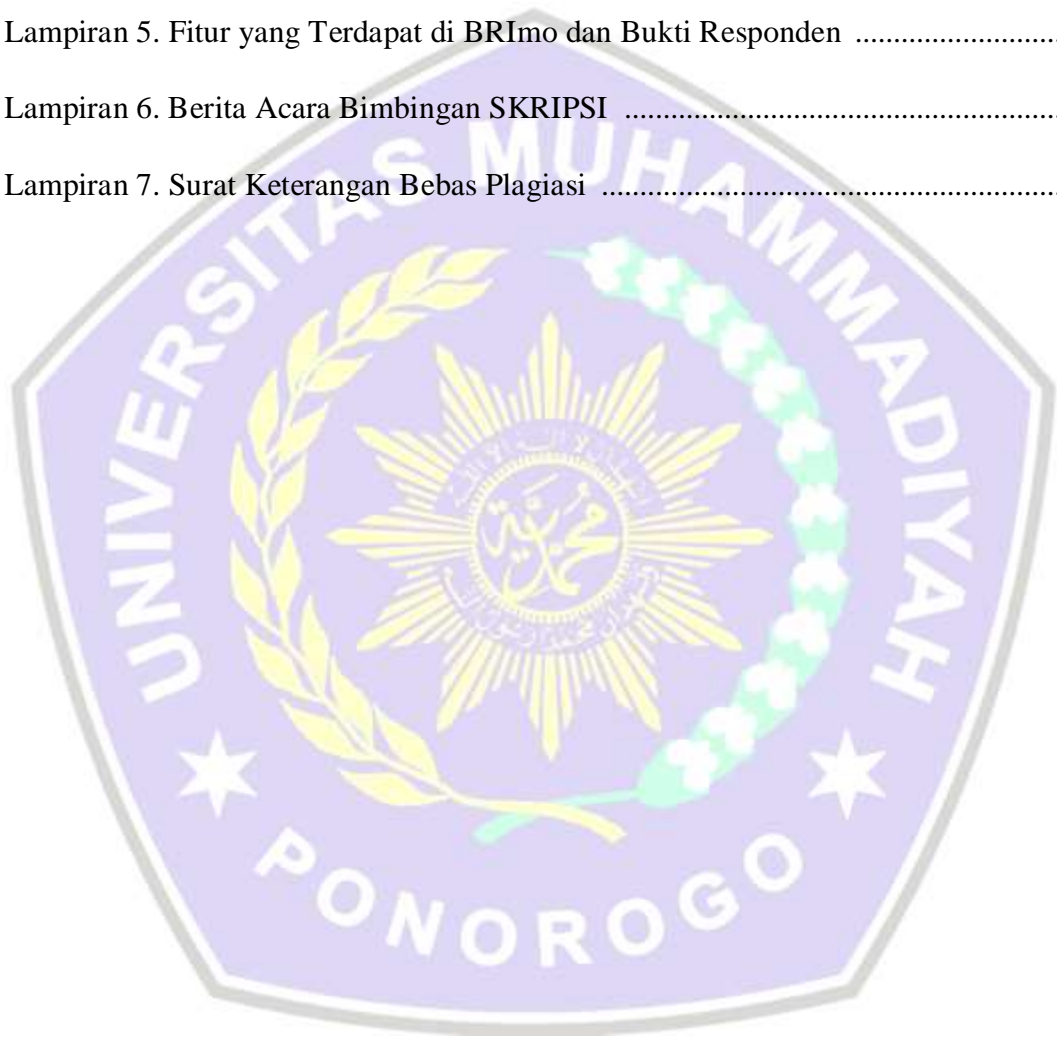 Lampiran 5. Fitur yang Terdapat di BRImo dan Bukti Responden ...........................
Lampiran 6. Berita Acara Bimbingan SKRIPSI .........................................................
Lampiran 7. Surat Keterangan Bebas Plagiasi ............................................................
UNIVERSITAS MUHAMMADIYAH
محمدية
PONOROGO